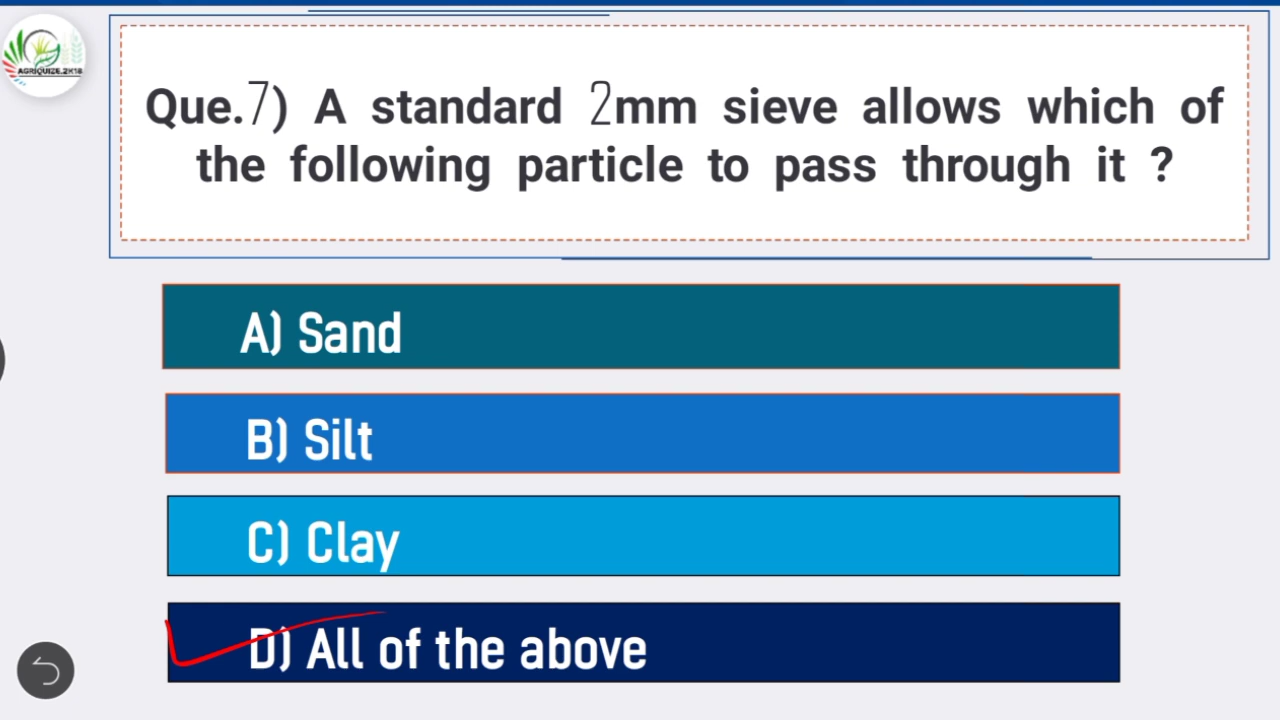 AGRIQUIZE.2K18
Que.7) A standard 2mm sieve allows which of
the following particle to pass through it ?
A) Sand
B) Silt
C) Clay
D) All of the above